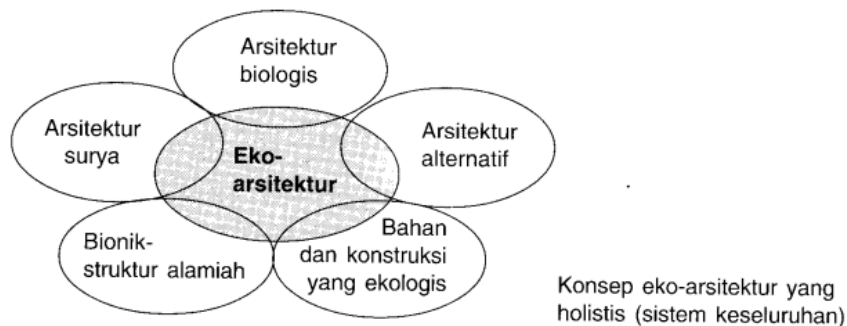 Arsitektur
biologis
Arsitektur
surya
Eko-
arsitektur
Arsitektur
alternatif
Bionik-
struktur alamiah
Bahan
dan konstruksi
yang ekologis
Konsep eko-arsitektur yang
holistis (sistem keseluruhan)